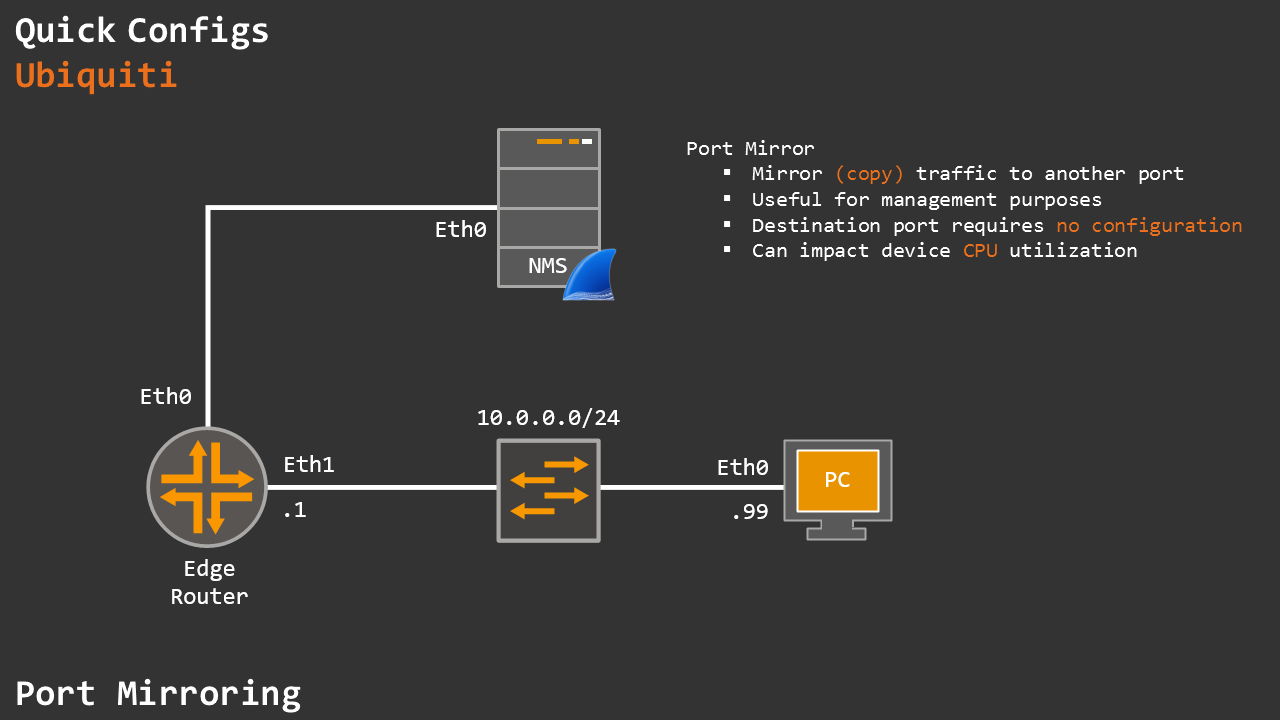 Quick Configs
Ubiquiti
Port Mirror
▪ Mirror (copy) traffic to another port
▪ Useful for management purposes
▪ Destination port requires no configuration
▪ Can impact device CPU utilization
Eth0
NMS
Eth0
10.0.0.0/24
Eth1
Eth0
PC
.1
.99
Edge
Router
Port Mirroring